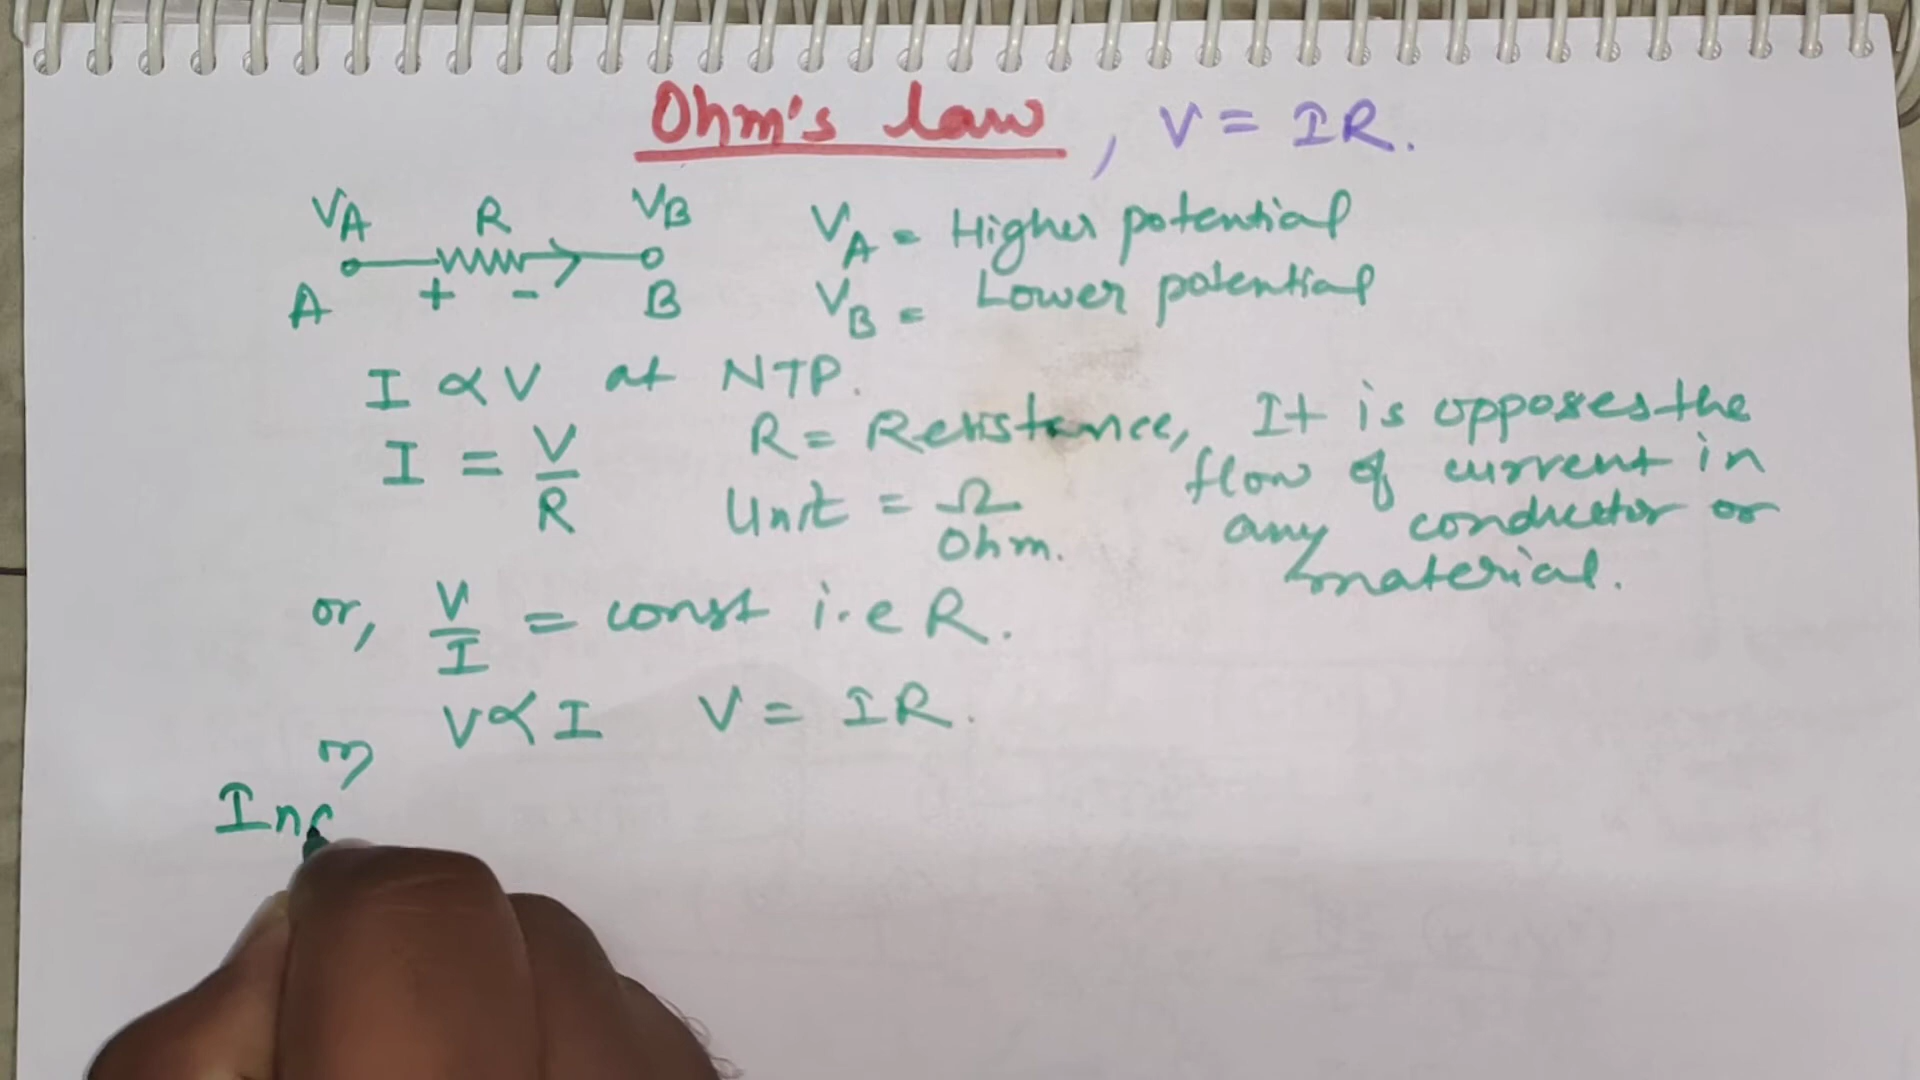 Ohm's law , V = IR.
VA R VB
A + - B
VA = Higher potential
VB = Lower potential
I ∝ V at NTP.
I = V/R
R = Resistance, It is opposes the
flow of current in
any conductor or
material.
Unit = Ω
Ohm.
or, V/I = const i.e R.
V ∝ I V = IR.
or
Inc